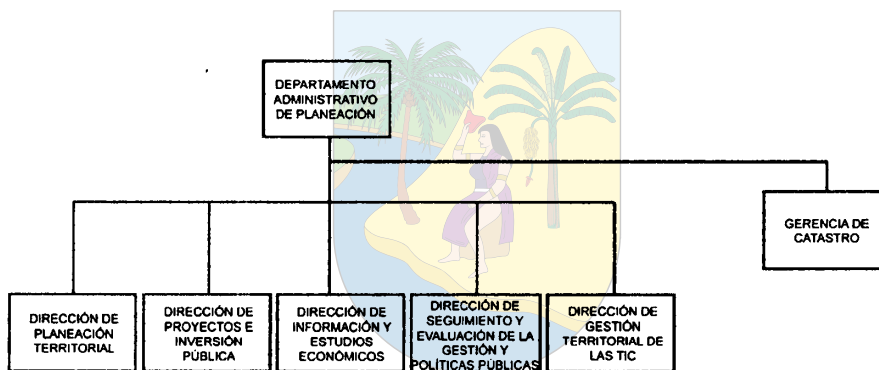 DEPARTAMENTO
ADMINISTRATIVO
DE PLANEACIÓN
GERENCIA DE
CATASTRO
DIRECCIÓN DE
PLANEACIÓN
TERRITORIAL
DIRECCIÓN DE
PROYECTOS E
INVERSIÓN
PÚBLICA
DIRECCIÓN DE
INFORMACIÓN Y
ESTUDIOS
ECONÓMICOS
DIRECCIÓN DE
SEGUIMIENTO Y
EVALUACIÓN DE LA
GESTIÓN Y
POLÍTICAS PÚBLICAS
DIRECCIÓN DE
GESTIÓN
TERRITORIAL DE
LAS TIC